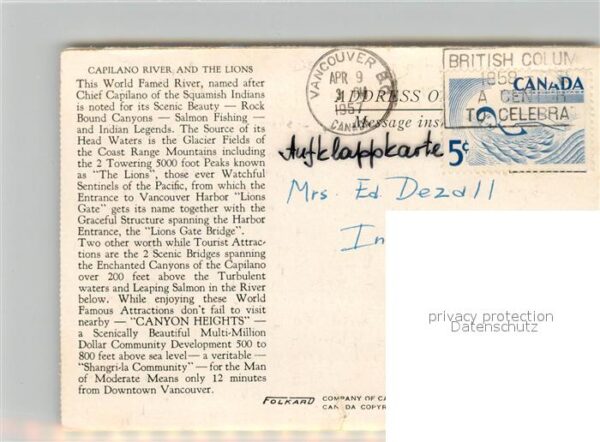 CAPILANO RIVER AND THE LIONS
This World Famed River, named after
Chief Capilano of the Squamish Indians
is noted for its Scenic Beauty — Rock
Bound Canyons — Salmon Fishing —
and Indian Legends. The Source of its
Head Waters is the Glacier Fields of
the Coast Range Mountains including
the 2 Towering 5000 foot Peaks known
as "The Lions", those ever Watchful
Sentinels of the Pacific, from which the
Entrance to Vancouver Harbor "Lions
Gate" gets its name together with the
Graceful Structure spanning the Harbor
Entrance, the "Lions Gate Bridge".
Two other worth while Tourist Attrac-
tions are the 2 Scenic Bridges spanning
the Enchanted Canyons of the Capilano
over 200 feet above the Turbulent
waters and Leaping Salmon in the River
below. While enjoying these World
Famous Attractions don't fail to visit
nearby — "CANYON HEIGHTS" —
a Scenically Beautiful Multi-Million
Dollar Community Development 500 to
800 feet above sea level — a veritable —
"Shangri-la Community" — for the Man
of Moderate Means only 12 minutes
from Downtown Vancouver.
VANCOUVER B.C.
APR 9
PM
1957
CANADA
BRITISH COLUM
1958
A CENT
TO CELEBRA
CANADA
5¢
ADDRESS O
Message ins
Aufklappkarte
Mrs. Ed Dezall
In
privacy protection
Datenschutz
FOLKARD COMPANY OF CA
CANADA COPYR